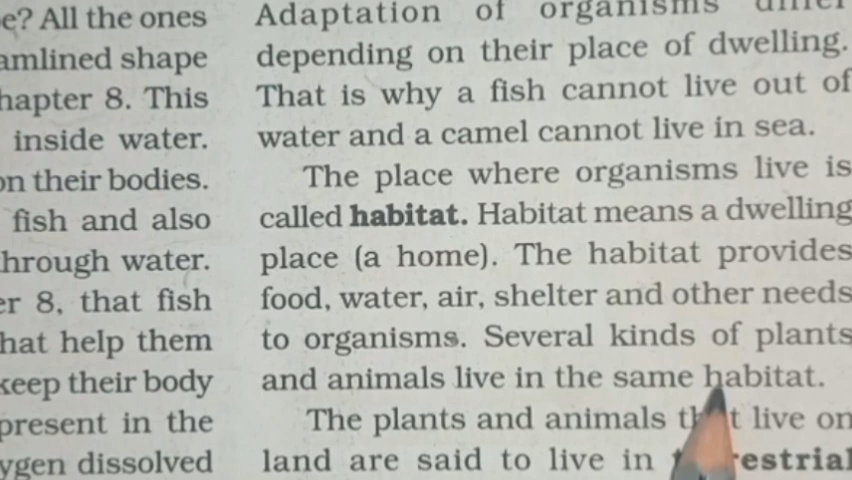 e? All the ones
amlined shape
hapter 8. This
inside water.
on their bodies.
fish and also
hrough water.
er 8, that fish
hat help them
keep their body
present in the
ygen dissolved
Adaptation of organisms differ
depending on their place of dwelling.
That is why a fish cannot live out of
water and a camel cannot live in sea.
The place where organisms live is
called habitat. Habitat means a dwelling
place (a home). The habitat provides
food, water, air, shelter and other needs
to organisms. Several kinds of plants
and animals live in the same habitat.
The plants and animals that live on
land are said to live in